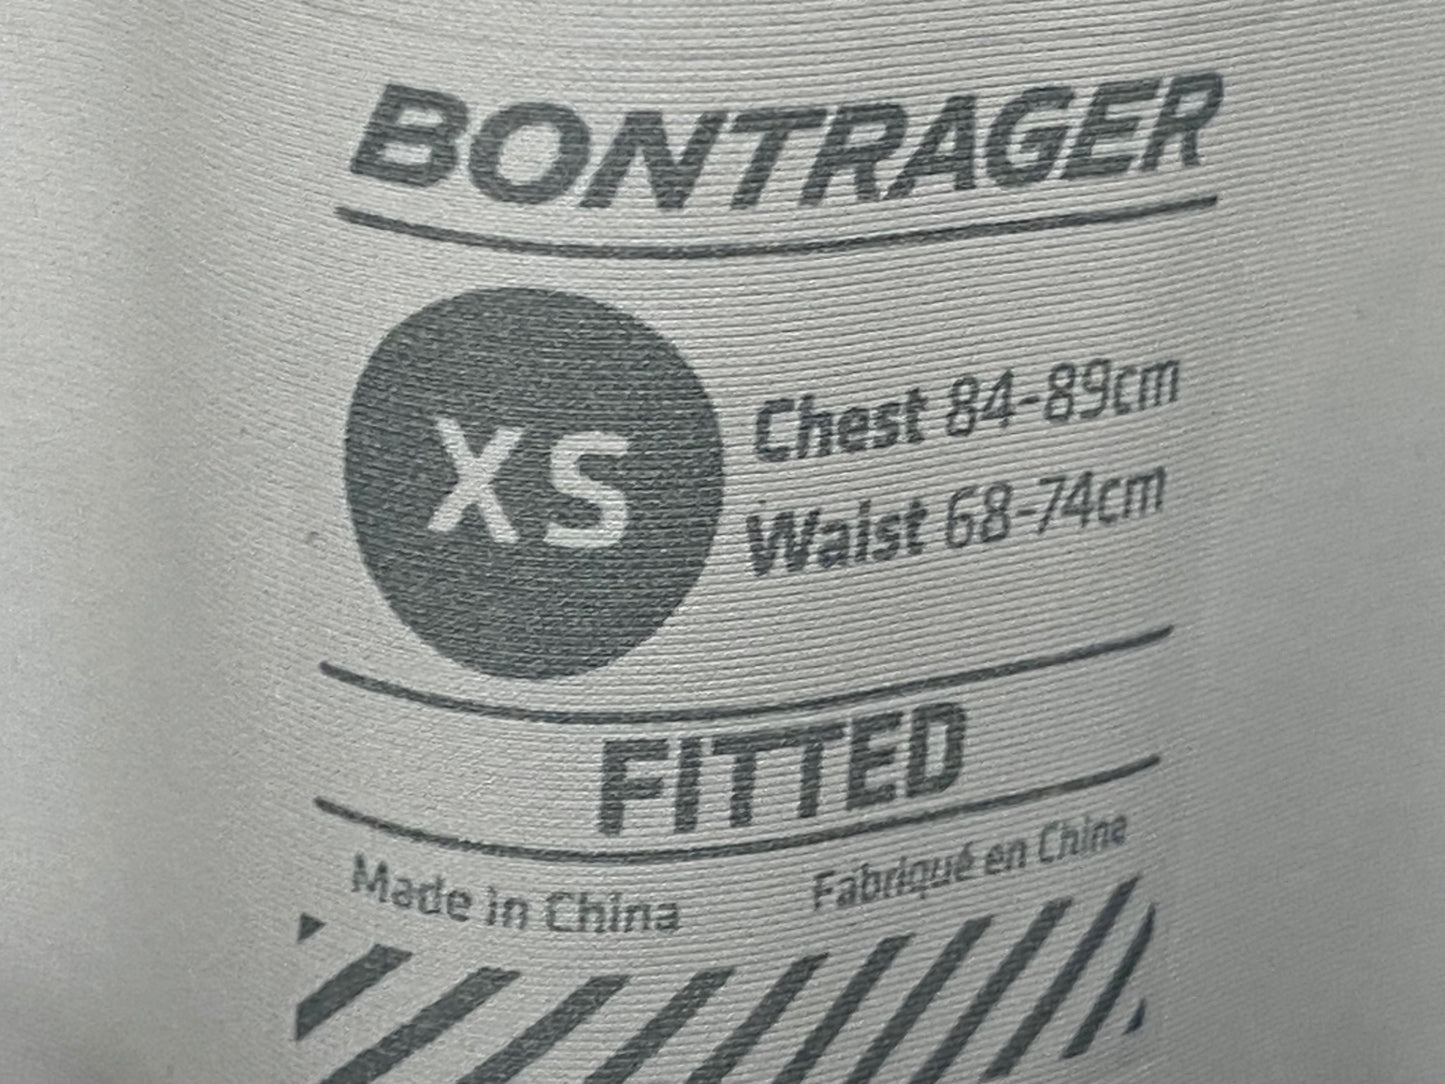 BONTRAGER
XS
Chest 84-89cm
Waist 68-74cm
FITTED
Made in China
Fabriqué en Chine